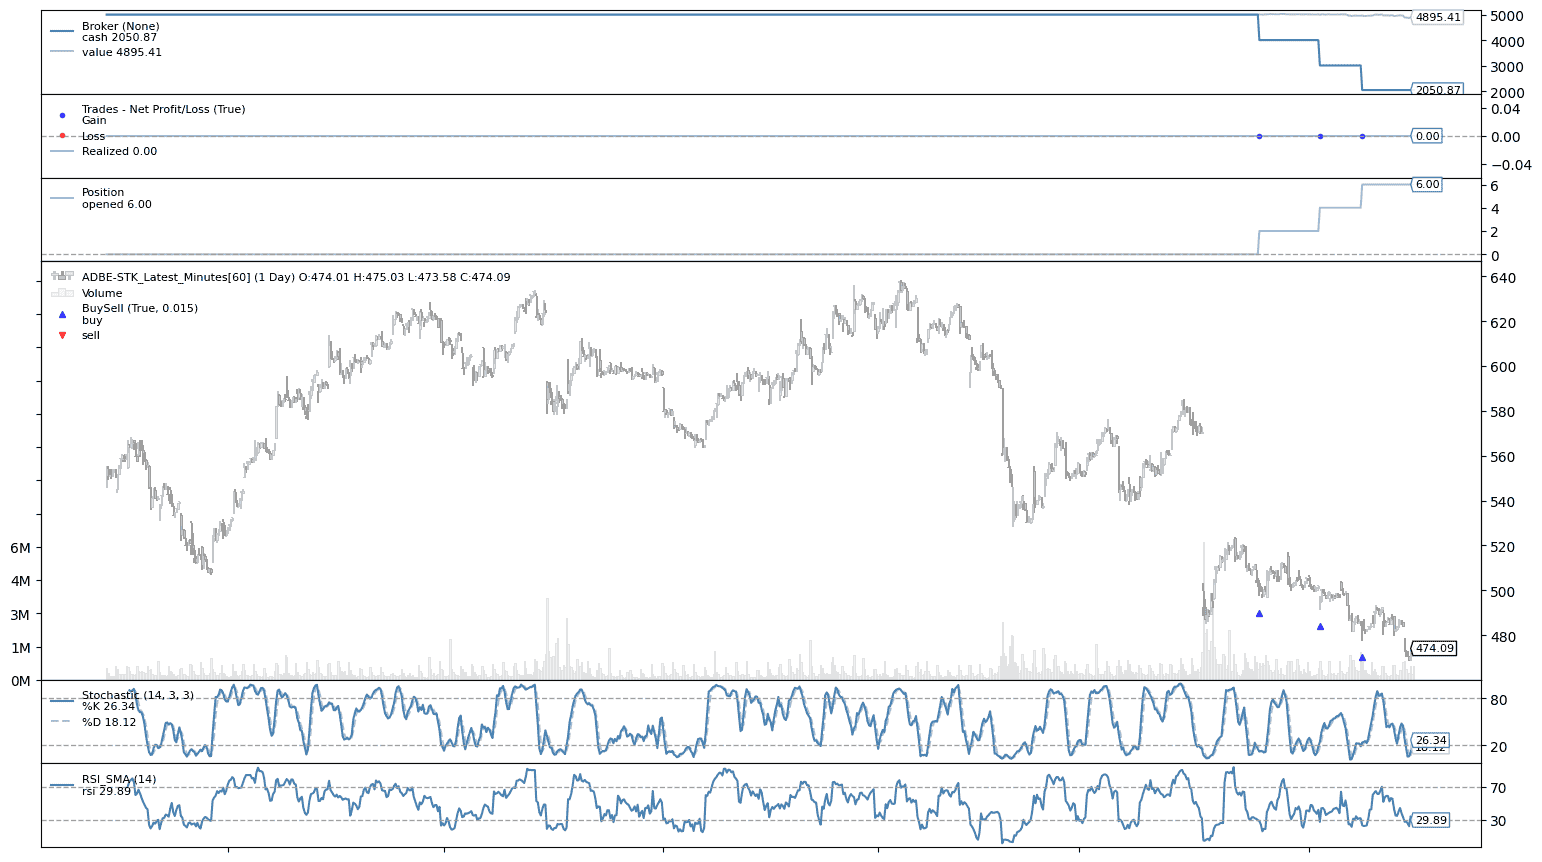 Broker (None)
cash 2050.87
value 4895.41
4895.41
2050.87
5000
4000
3000
2000
Trades - Net Profit/Loss (True)
Gain
Loss
Realized 0.00
0.00
0.04
0.00
−0.04
Position
opened 6.00
6.00
6
4
2
0
ADBE-STK_Latest_Minutes[60] (1 Day) O:474.01 H:475.03 L:473.58 C:474.09
Volume
BuySell (True, 0.015)
buy
sell
640
620
600
580
560
540
520
500
480
474.09
6M
4M
3M
1M
0M
Stochastic (14, 3, 3)
%K 26.34
%D 18.12
80
26.34
18.12
20
RSI_SMA (14)
rsi 29.89
70
30
29.89